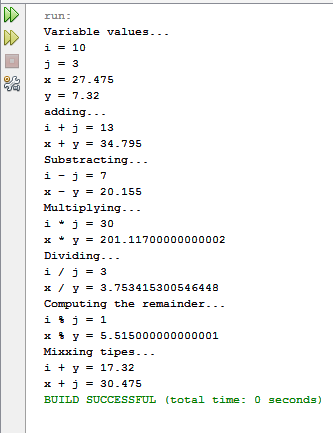 run:
Variable values...
i = 10
j = 3
x = 27.475
y = 7.32
adding...
i + j = 13
x + y = 34.795
Substracting...
i - j = 7
x - y = 20.155
Multiplying...
i * j = 30
x * y = 201.11700000000002
Dividing...
i / j = 3
x / y = 3.753415300546448
Computing the remainder...
i % j = 1
x % y = 5.515000000000001
Mixxing tipes...
i + y = 17.32
x + j = 30.475
BUILD SUCCESSFUL (total time: 0 seconds)